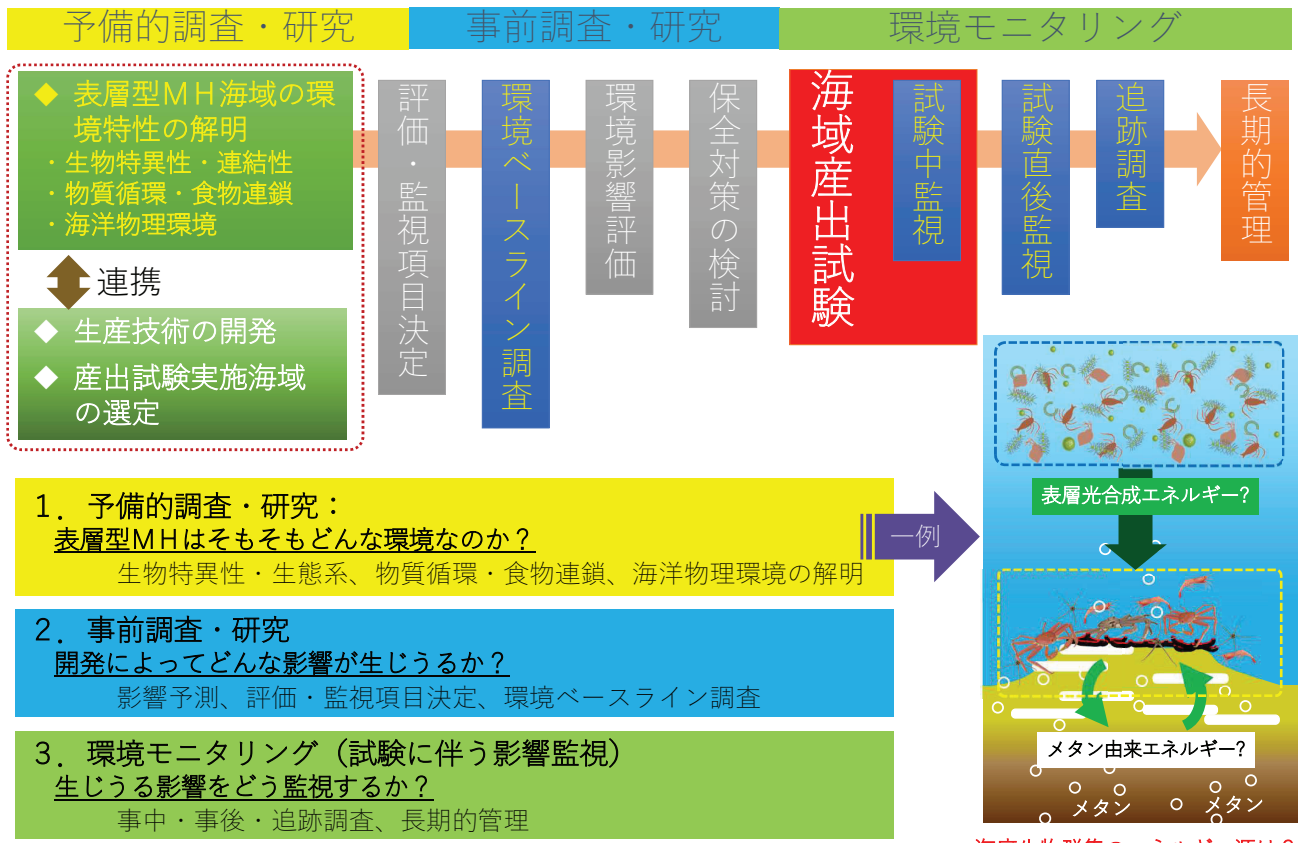 予備的調査・研究
事前調査・研究
環境モニタリング
◆ 表層型ＭＨ海域の環
境特性の解明
・生物特異性・連結性
・物質循環・食物連鎖
・海洋物理環境
連携
◆ 生産技術の開発
◆ 産出試験実施海域
の選定
評価・監視項目決定
環境ベースライン調査
環境影響評価
保全対策の検討
海域産出試験
試験中監視
試験直後監視
追跡調査
長期的管理
１．予備的調査・研究：
表層型ＭＨはそもそもどんな環境なのか？
生物特異性・生態系、物質循環・食物連鎖、海洋物理環境の解明
一例
２．事前調査・研究
開発によってどんな影響が生じうるか？
影響予測、評価・監視項目決定、環境ベースライン調査
３．環境モニタリング（試験に伴う影響監視）
生じうる影響をどう監視するか？
事中・事後・追跡調査、長期的管理
表層光合成エネルギー?
メタン由来エネルギー?
メタン
メタン